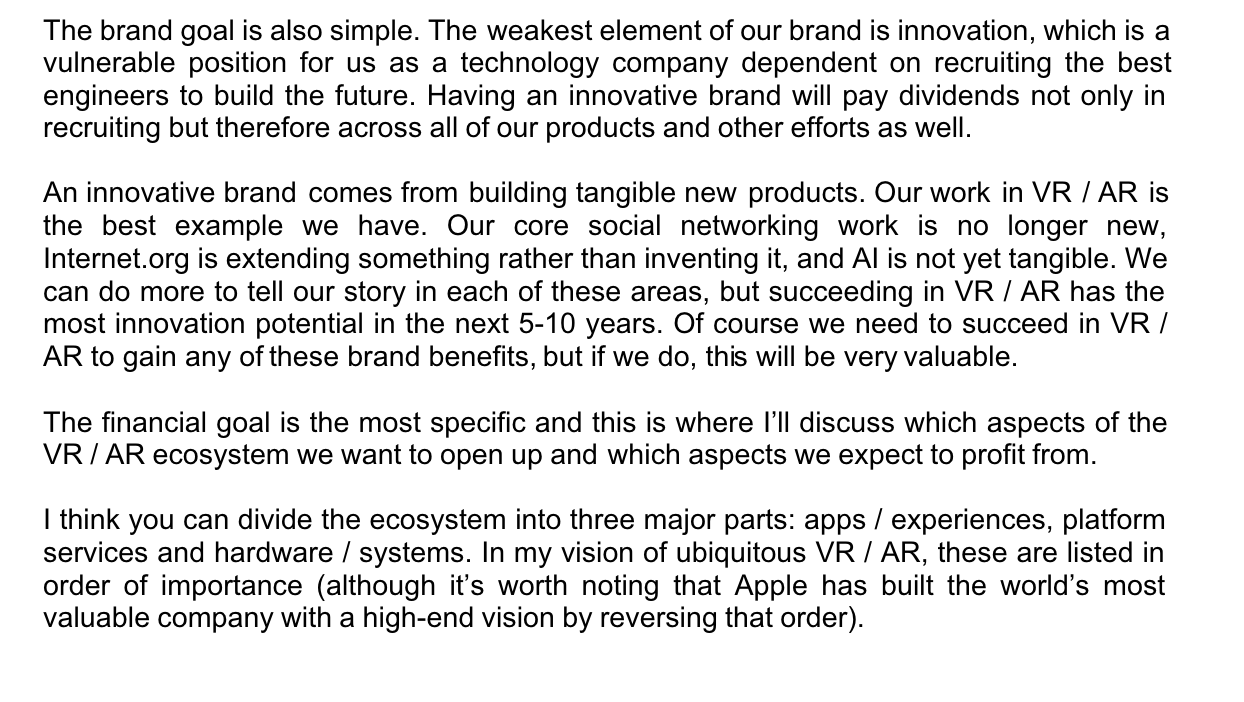 The brand goal is also simple. The weakest element of our brand is innovation, which is a
vulnerable position for us as a technology company dependent on recruiting the best
engineers to build the future. Having an innovative brand will pay dividends not only in
recruiting but therefore across all of our products and other efforts as well.
An innovative brand comes from building tangible new products. Our work in VR / AR is
the best example we have. Our core social networking work is no longer new,
Internet.org is extending something rather than inventing it, and AI is not yet tangible. We
can do more to tell our story in each of these areas, but succeeding in VR / AR has the
most innovation potential in the next 5-10 years. Of course we need to succeed in VR /
AR to gain any of these brand benefits, but if we do, this will be very valuable.
The financial goal is the most specific and this is where I’ll discuss which aspects of the
VR / AR ecosystem we want to open up and which aspects we expect to profit from.
I think you can divide the ecosystem into three major parts: apps / experiences, platform
services and hardware / systems. In my vision of ubiquitous VR / AR, these are listed in
order of importance (although it’s worth noting that Apple has built the world’s most
valuable company with a high-end vision by reversing that order).